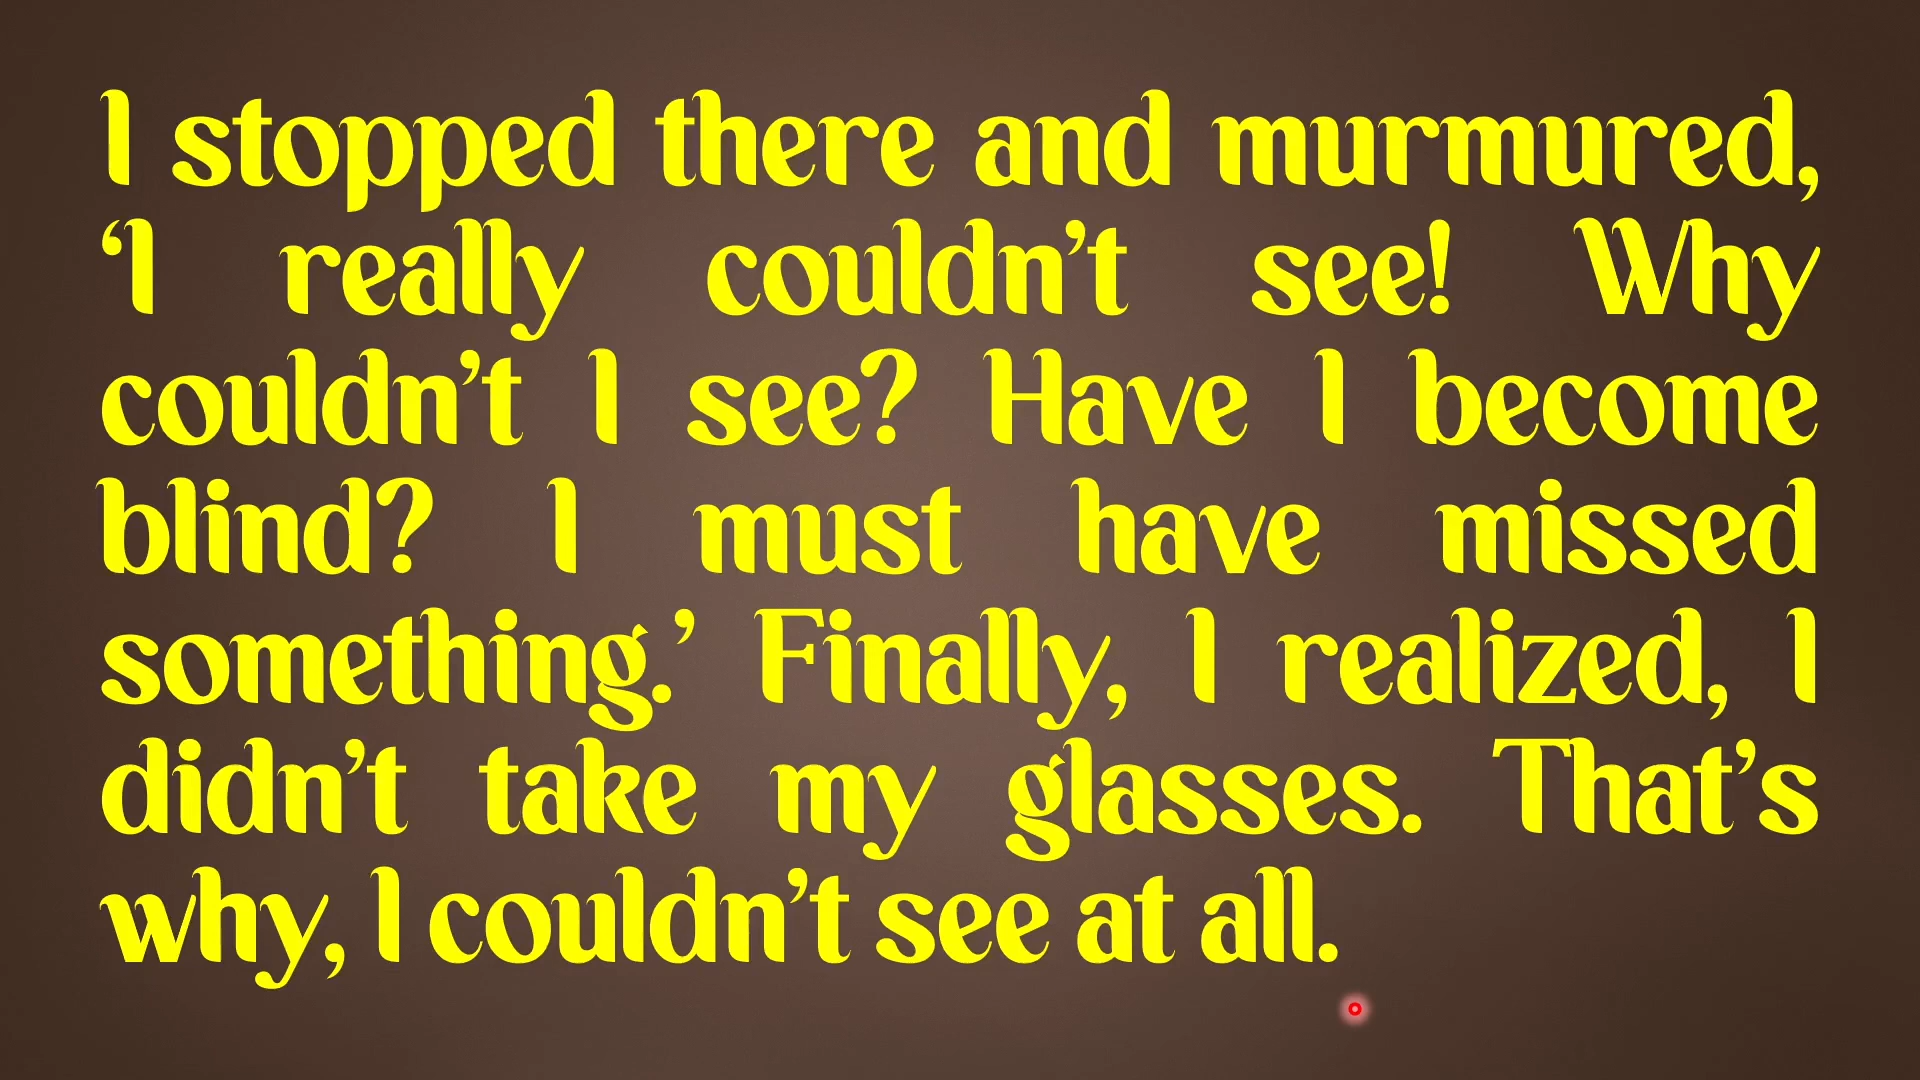 I stopped there and murmured,
‘I really couldn’t see! Why
couldn’t I see? Have I become
blind? I must have missed
something.’ Finally, I realized, I
didn’t take my glasses. That’s
why, I couldn’t see at all.